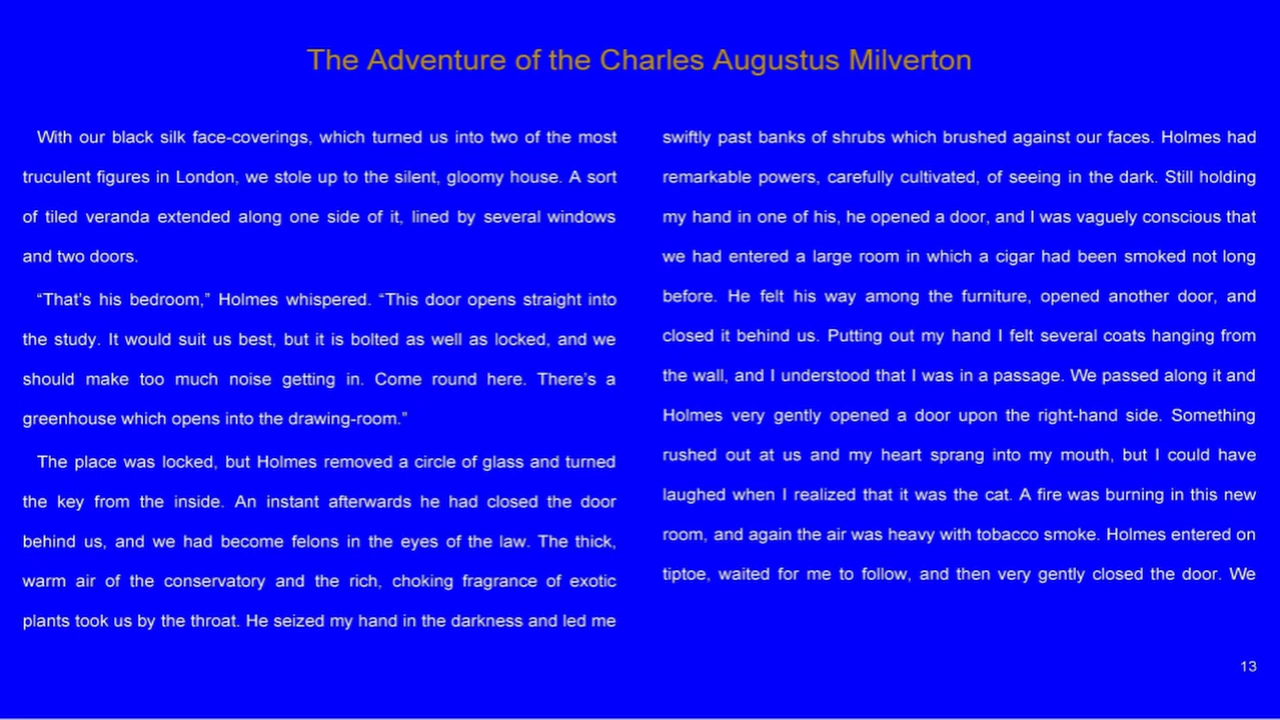 The Adventure of the Charles Augustus Milverton
With our black silk face-coverings, which turned us into two of the most
truculent figures in London, we stole up to the silent, gloomy house. A sort
of tiled veranda extended along one side of it, lined by several windows
and two doors.
“That’s his bedroom,” Holmes whispered. “This door opens straight into
the study. It would suit us best, but it is bolted as well as locked, and we
should make too much noise getting in. Come round here. There’s a
greenhouse which opens into the drawing-room.”
The place was locked, but Holmes removed a circle of glass and turned
the key from the inside. An instant afterwards he had closed the door
behind us, and we had become felons in the eyes of the law. The thick,
warm air of the conservatory and the rich, choking fragrance of exotic
plants took us by the throat. He seized my hand in the darkness and led me
swiftly past banks of shrubs which brushed against our faces. Holmes had
remarkable powers, carefully cultivated, of seeing in the dark. Still holding
my hand in one of his, he opened a door, and I was vaguely conscious that
we had entered a large room in which a cigar had been smoked not long
before. He felt his way among the furniture, opened another door, and
closed it behind us. Putting out my hand I felt several coats hanging from
the wall, and I understood that I was in a passage. We passed along it and
Holmes very gently opened a door upon the right-hand side. Something
rushed out at us and my heart sprang into my mouth, but I could have
laughed when I realized that it was the cat. A fire was burning in this new
room, and again the air was heavy with tobacco smoke. Holmes entered on
tiptoe, waited for me to follow, and then very gently closed the door. We
13